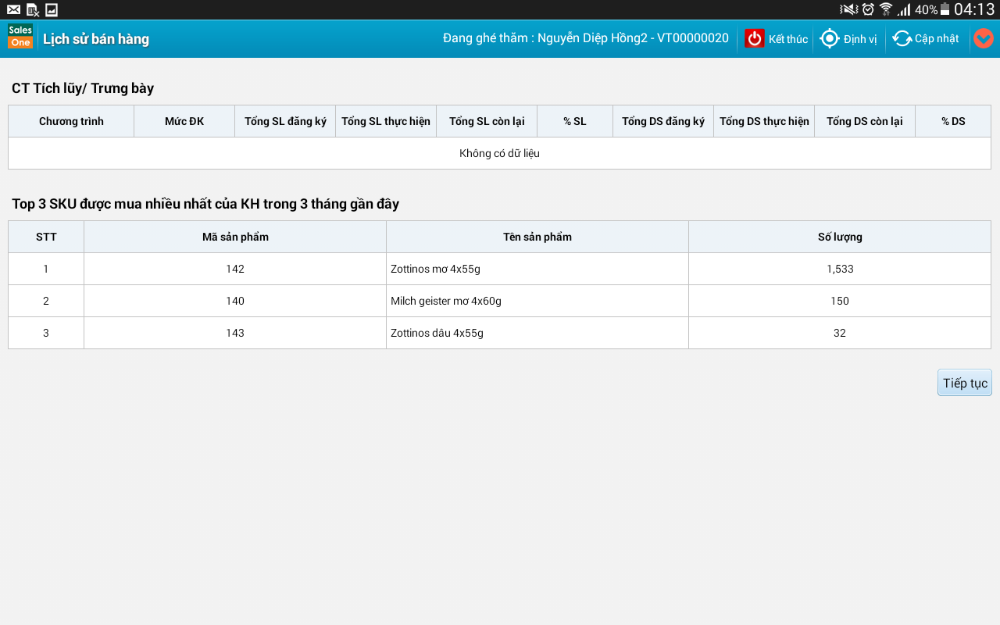 40% 04:13
Sales One Lịch sử bán hàng Đang ghé thăm : Nguyễn Diệp Hồng2 - VT00000020 Kết thúc Định vị Cập nhật
CT Tích lũy/ Trưng bày
Chương trình Mức ĐK Tổng SL đăng ký Tổng SL thực hiện Tổng SL còn lại % SL Tổng DS đăng ký Tổng DS thực hiện Tổng DS còn lại % DS
Không có dữ liệu
Top 3 SKU được mua nhiều nhất của KH trong 3 tháng gần đây
STT Mã sản phẩm Tên sản phẩm Số lượng
1 142 Zottinos mơ 4x55g 1,533
2 140 Milch geister mơ 4x60g 150
3 143 Zottinos dâu 4x55g 32
Tiếp tục